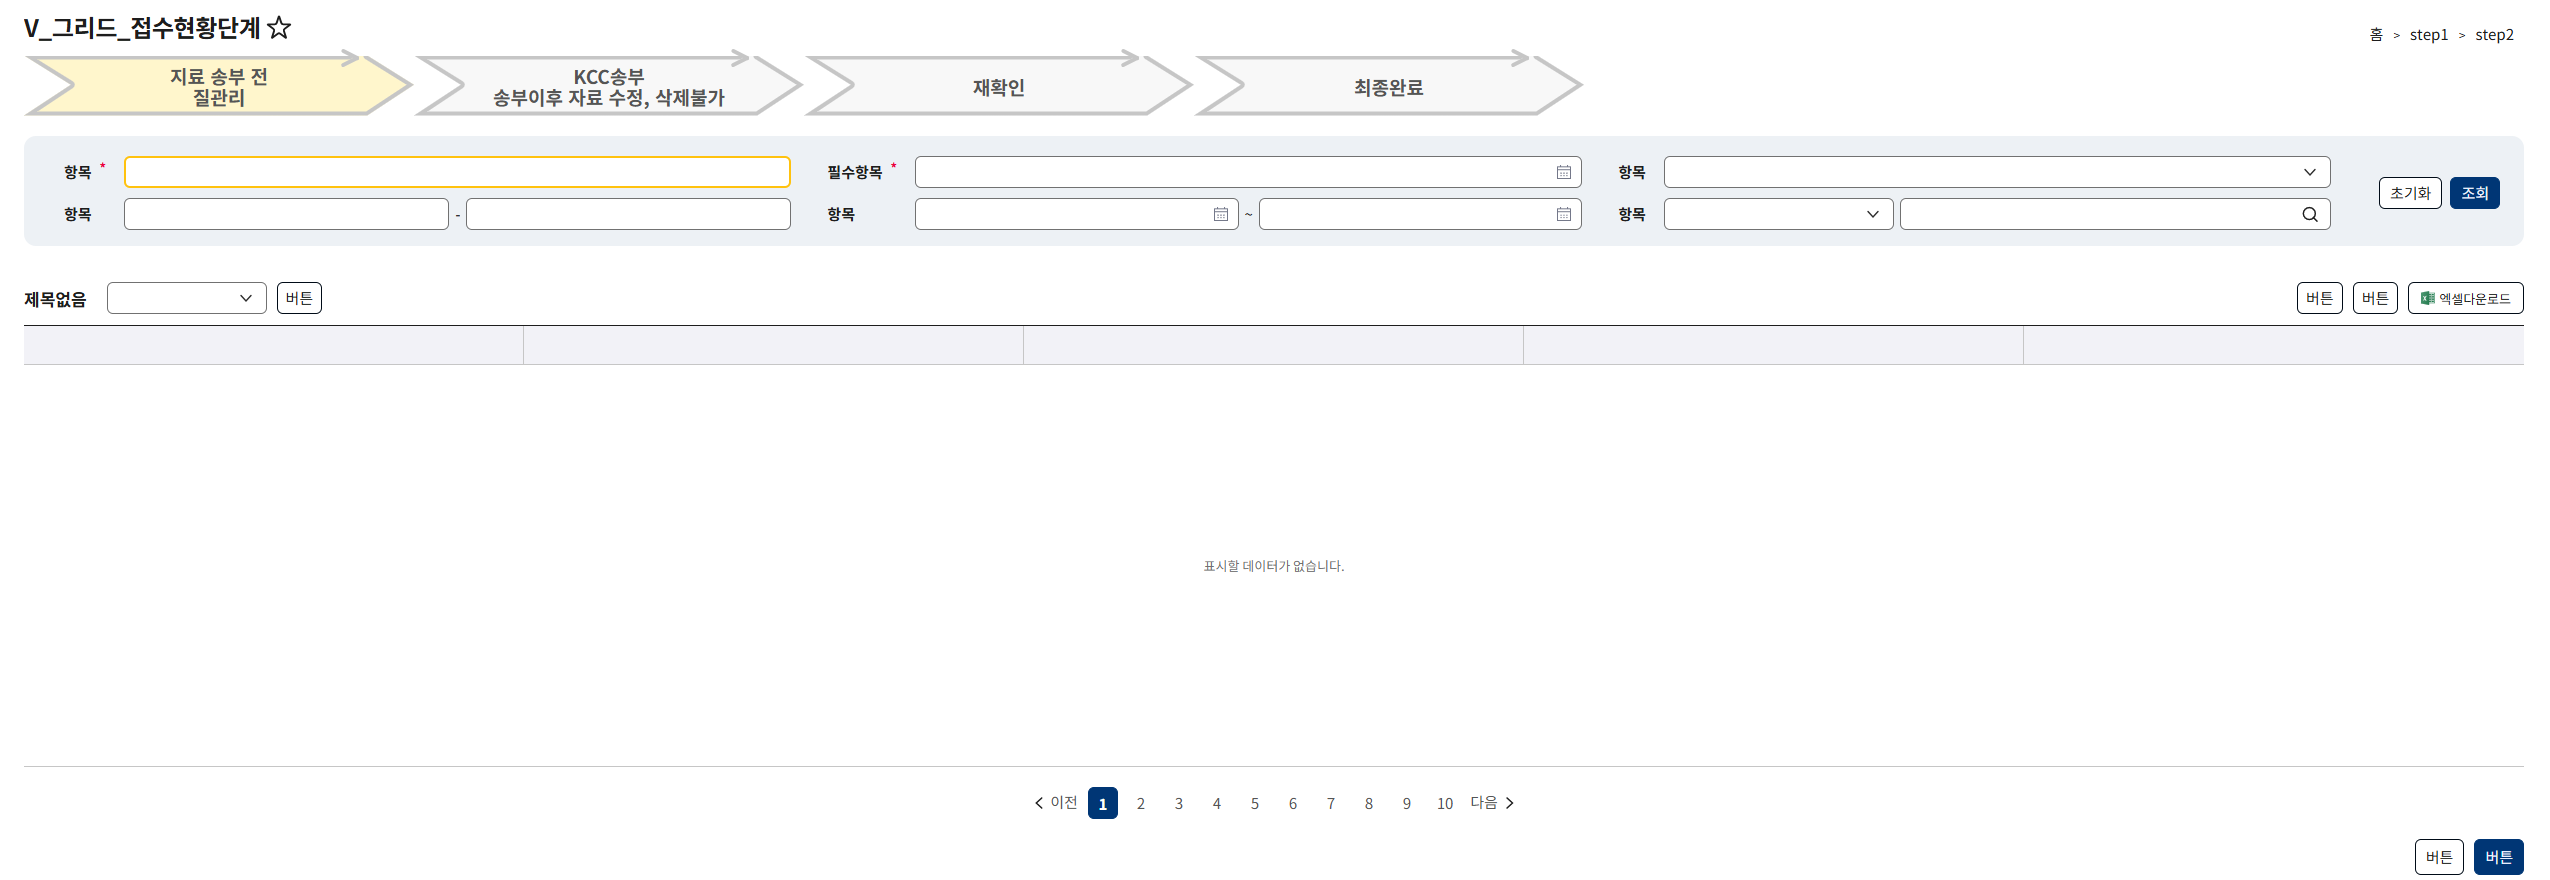 V_그리드_접수현황단계
홈 > step1 > step2
지료 송부 전
질관리
KCC송부
송부이후 자료 수정, 삭제불가
재확인
최종완료
항목 *
필수항목 *
항목
초기화 조회
항목 -
항목 ~
항목
제목없음 버튼
버튼 버튼 엑셀다운로드
표시할 데이터가 없습니다.
이전 1 2 3 4 5 6 7 8 9 10 다음
버튼 버튼